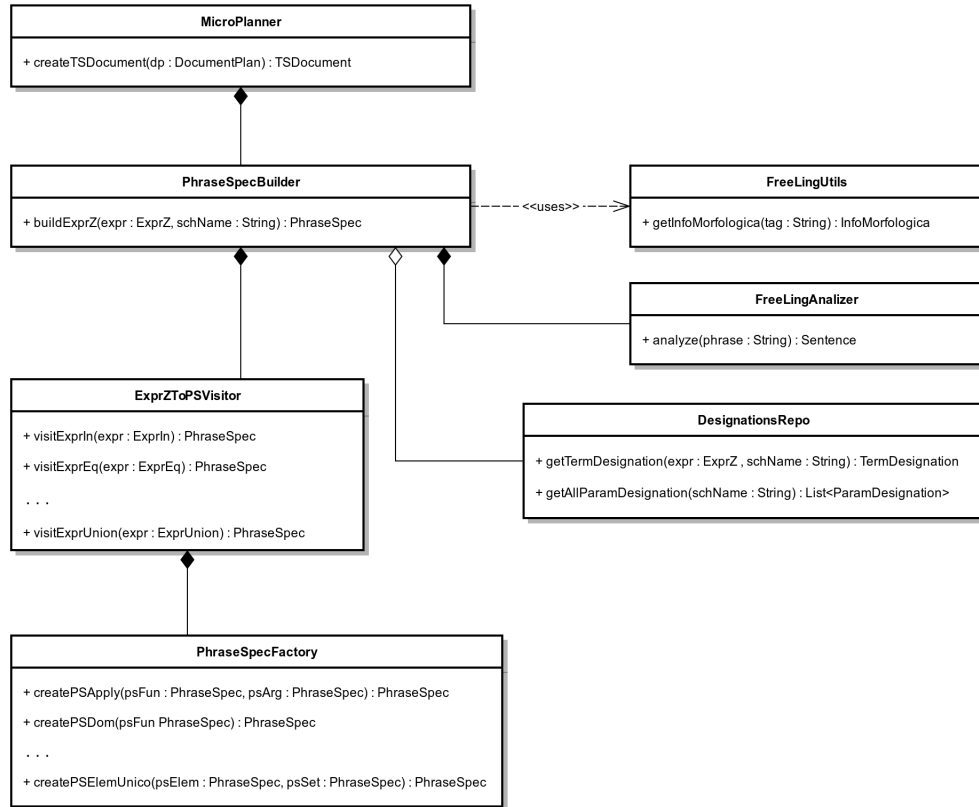 MicroPlanner
+ createTSDocument(dp : DocumentPlan) : TSDocument
PhraseSpecBuilder
+ buildExprZ(expr : ExprZ, schName : String) : PhraseSpec
<<uses>>
FreeLingUtils
+ getInfoMorfologica(tag : String) : InfoMorfologica
FreeLingAnalizer
+ analyze(phrase : String) : Sentence
ExprZToPSVisitor
+ visitExprIn(expr : ExprIn) : PhraseSpec
+ visitExprEq(expr : ExprEq) : PhraseSpec
. . .
+ visitExprUnion(expr : ExprUnion) : PhraseSpec
DesignationsRepo
+ getTermDesignation(expr : ExprZ , schName : String) : TermDesignation
+ getAllParamDesignation(schName : String) : List<ParamDesignation>
PhraseSpecFactory
+ createPSApply(psFun : PhraseSpec, psArg : PhraseSpec) : PhraseSpec
+ createPSDom(psFun PhraseSpec) : PhraseSpec
. . .
+ createPSElemUnico(psElem : PhraseSpec, psSet : PhraseSpec) : PhraseSpec